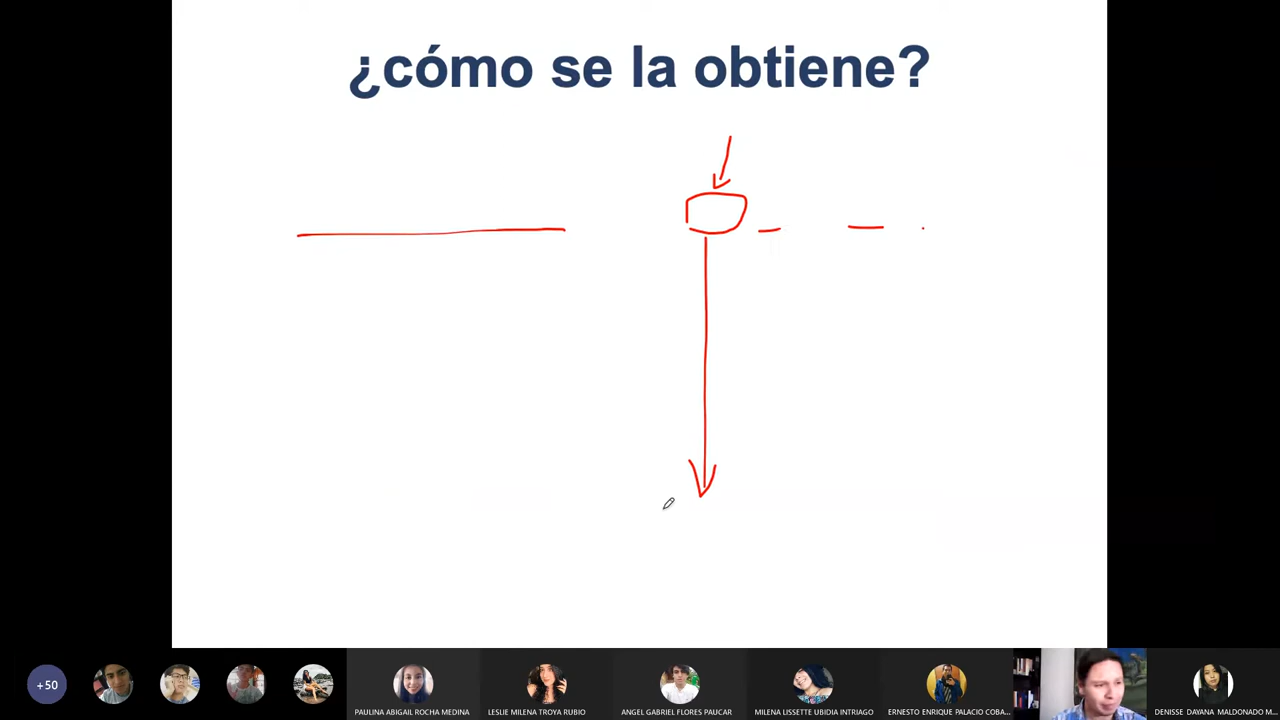 ¿cómo se la obtiene?
+50
PAULINA ABIGAIL ROCHA MEDINA
LESLIE MILENA TROYA RUBIO
ANGEL GABRIEL FLORES PAUCAR
MILENA LISSETTE UBIDIA INTRIAGO
ERNESTO ENRIQUE PALACIO COBA...
DENISSE DAYANA MALDONADO M...